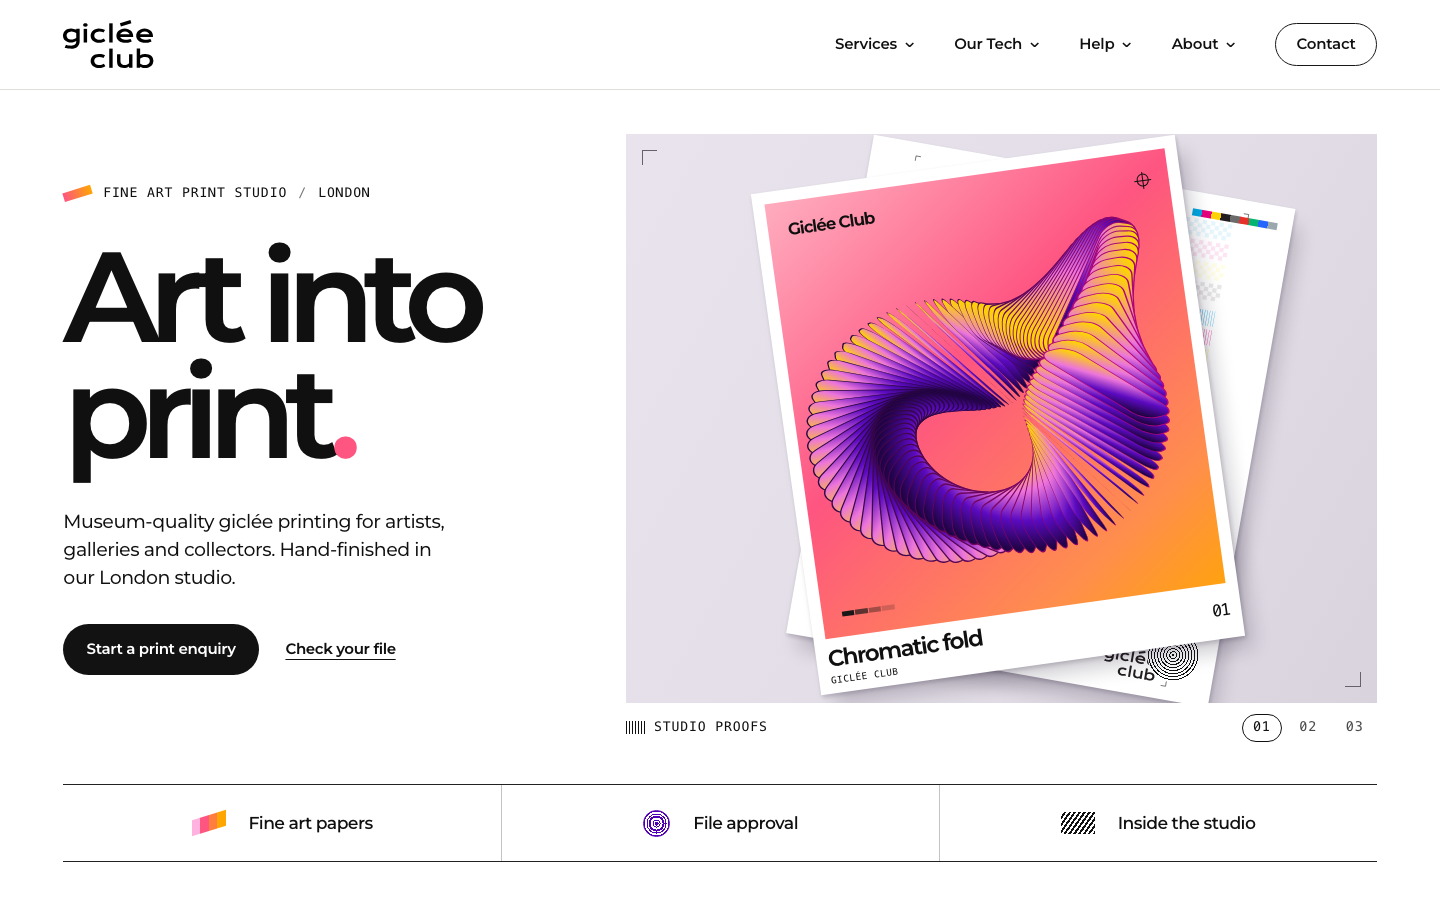 giclée
club
Services
Our Tech
Help
About
Contact
FINE ART PRINT STUDIO / LONDON
Art into
print.
Museum-quality giclée printing for artists,
galleries and collectors. Hand-finished in
our London studio.
Start a print enquiry
Check your file
Giclée Club
01
Chromatic fold
GICLÉE CLUB
giclée
club
STUDIO PROOFS
01
02
03
Fine art papers
File approval
Inside the studio